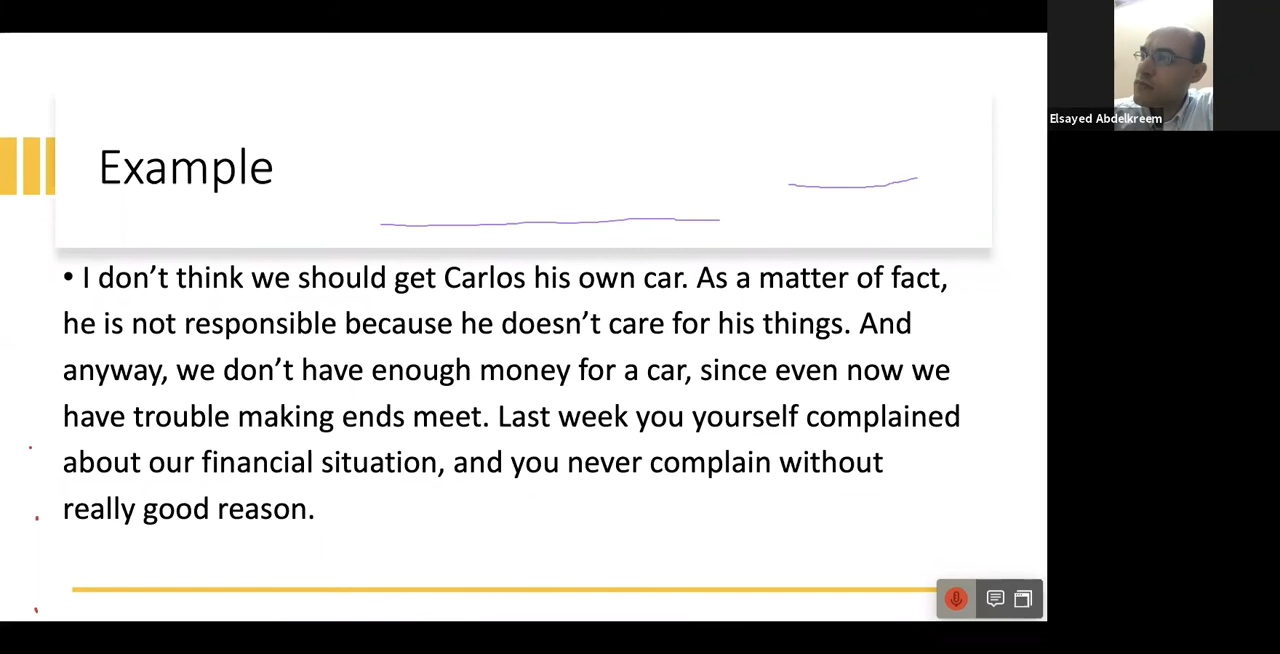 Example
• I don’t think we should get Carlos his own car. As a matter of fact,
he is not responsible because he doesn’t care for his things. And
anyway, we don’t have enough money for a car, since even now we
have trouble making ends meet. Last week you yourself complained
about our financial situation, and you never complain without
really good reason.
Elsayed Abdelkreem